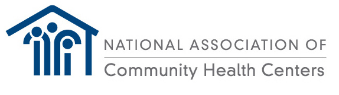 NATIONAL ASSOCIATION OF
Community Health Centers